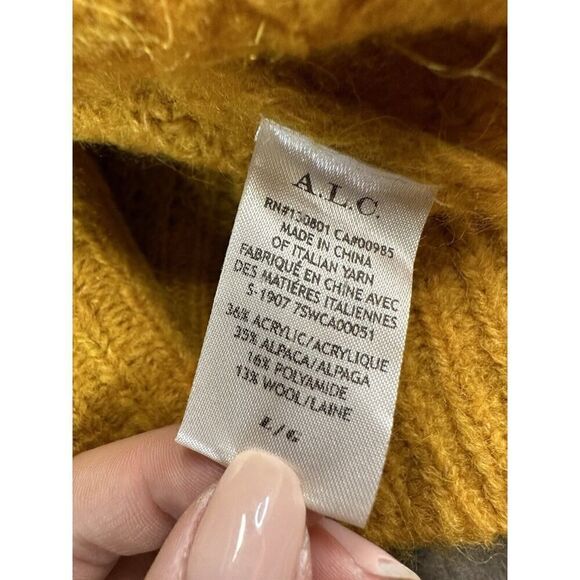 A.L.C.
RN#130801 CA#00985
MADE IN CHINA
OF ITALIAN YARN
FABRIQUÉ EN CHINE AVEC
DES MATIÈRES ITALIENNES
S-1907 7SWCA00051
36% ACRYLIC/ACRYLIQUE
35% ALPACA/ALPAGA
16% POLYAMIDE
13% WOOL/LAINE
L/G